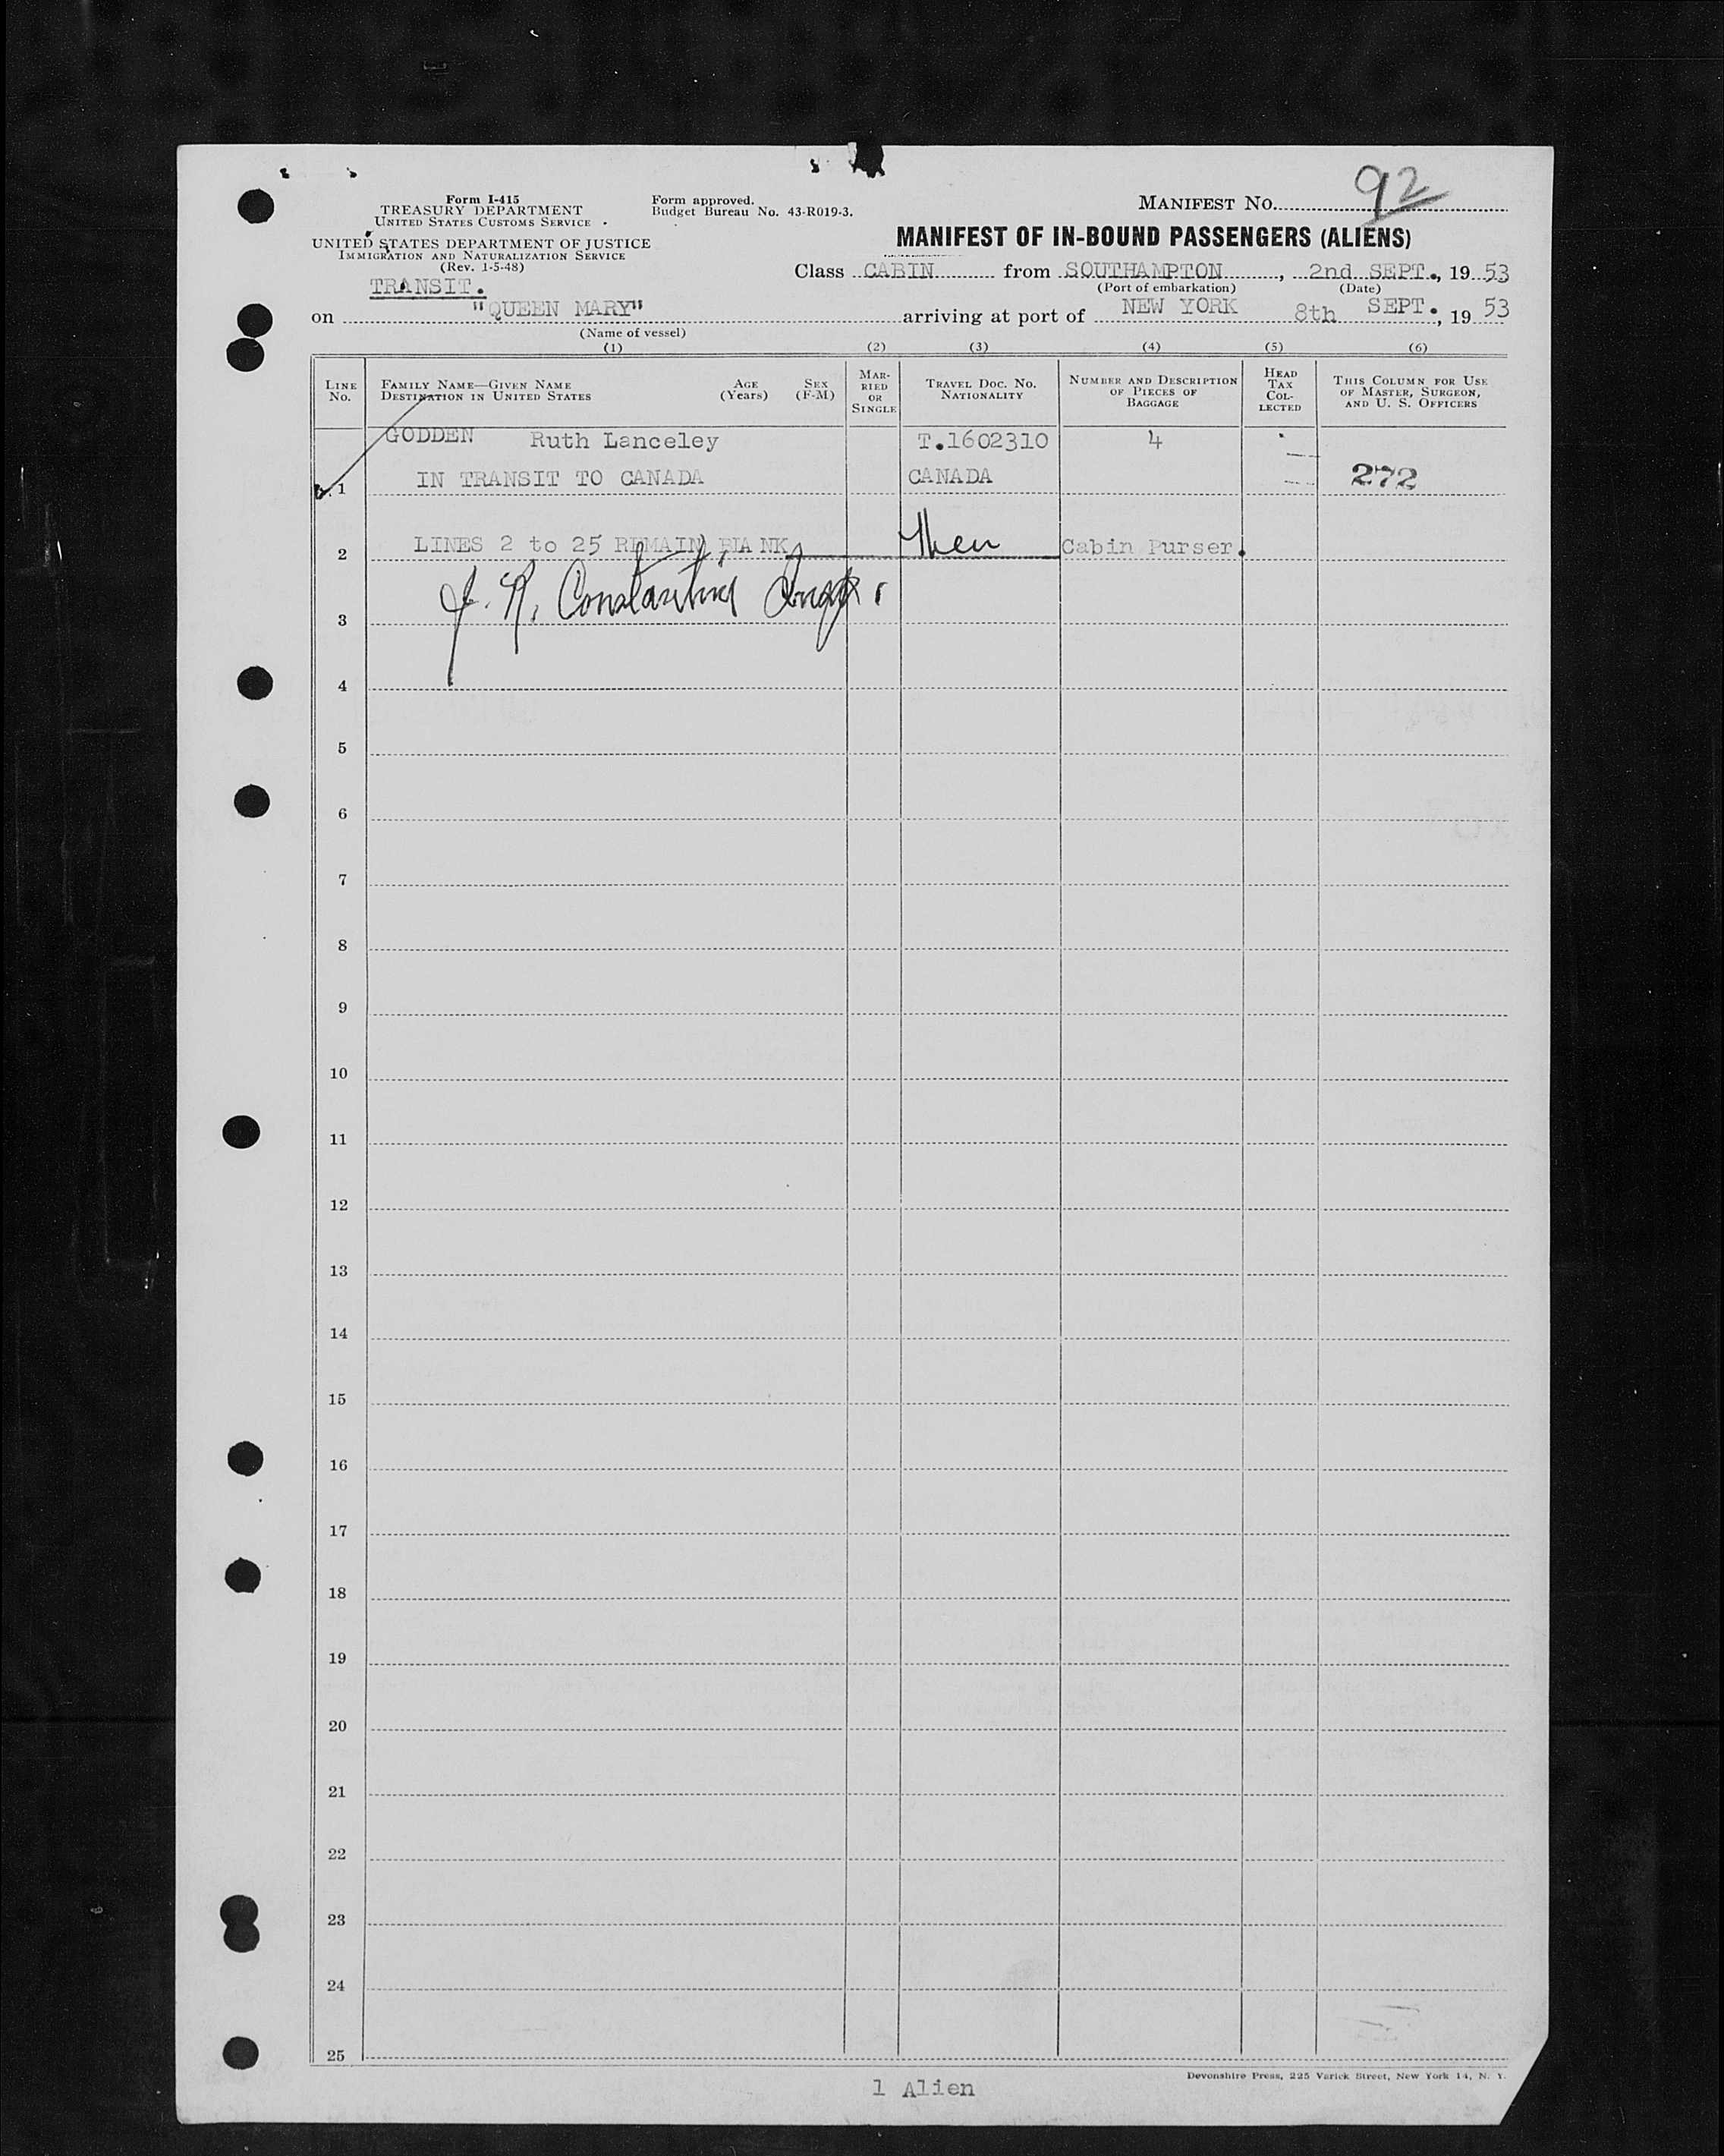 Form I-415
TREASURY DEPARTMENT
UNITED STATES CUSTOMS SERVICE
UNITED STATES DEPARTMENT OF JUSTICE
IMMIGRATION AND NATURALIZATION SERVICE
(Rev. 1-5-48)
TRANSIT.
Form approved.
Budget Bureau No. 43-R019-3.
MANIFEST NO. 92
MANIFEST OF IN-BOUND PASSENGERS (ALIENS)
Class CABIN from SOUTHAMPTON, 2nd SEPT., 19 53
(Port of embarkation) (Date)
on "QUEEN MARY" arriving at port of NEW YORK 8th SEPT., 19 53
(Name of vessel)
(1) (2) (3) (4) (5) (6)
LINE NO.
FAMILY NAME—GIVEN NAME
DESTINATION IN UNITED STATES
AGE (Years)
SEX (F-M)
MARRIED OR SINGLE
TRAVEL DOC. NO. NATIONALITY
NUMBER AND DESCRIPTION OF PIECES OF BAGGAGE
HEAD TAX COLLECTED
THIS COLUMN FOR USE OF MASTER, SURGEON, AND U. S. OFFICERS
GODDEN Ruth Lanceley T.1602310 4
1 IN TRANSIT TO CANADA CANADA 272
2 LINES 2 to 25 REMAIN BLANK Cabin Purser.
3 J. R. Constantine
4
5
6
7
8
9
10
11
12
13
14
15
16
17
18
19
20
21
22
23
24
25
1 Alien
Devonshire Press, 225 Varick Street, New York 14, N. Y.